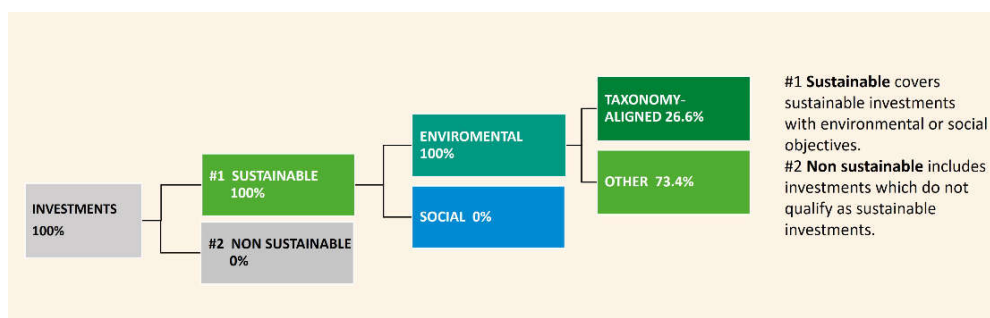 INVESTMENTS
100%
#1 SUSTAINABLE
100%
#2 NON SUSTAINABLE
0%
ENVIROMENTAL
100%
SOCIAL 0%
TAXONOMY-
ALIGNED 26.6%
OTHER 73.4%
#1 Sustainable covers
sustainable investments
with environmental or social
objectives.
#2 Non sustainable includes
investments which do not
qualify as sustainable
investments.